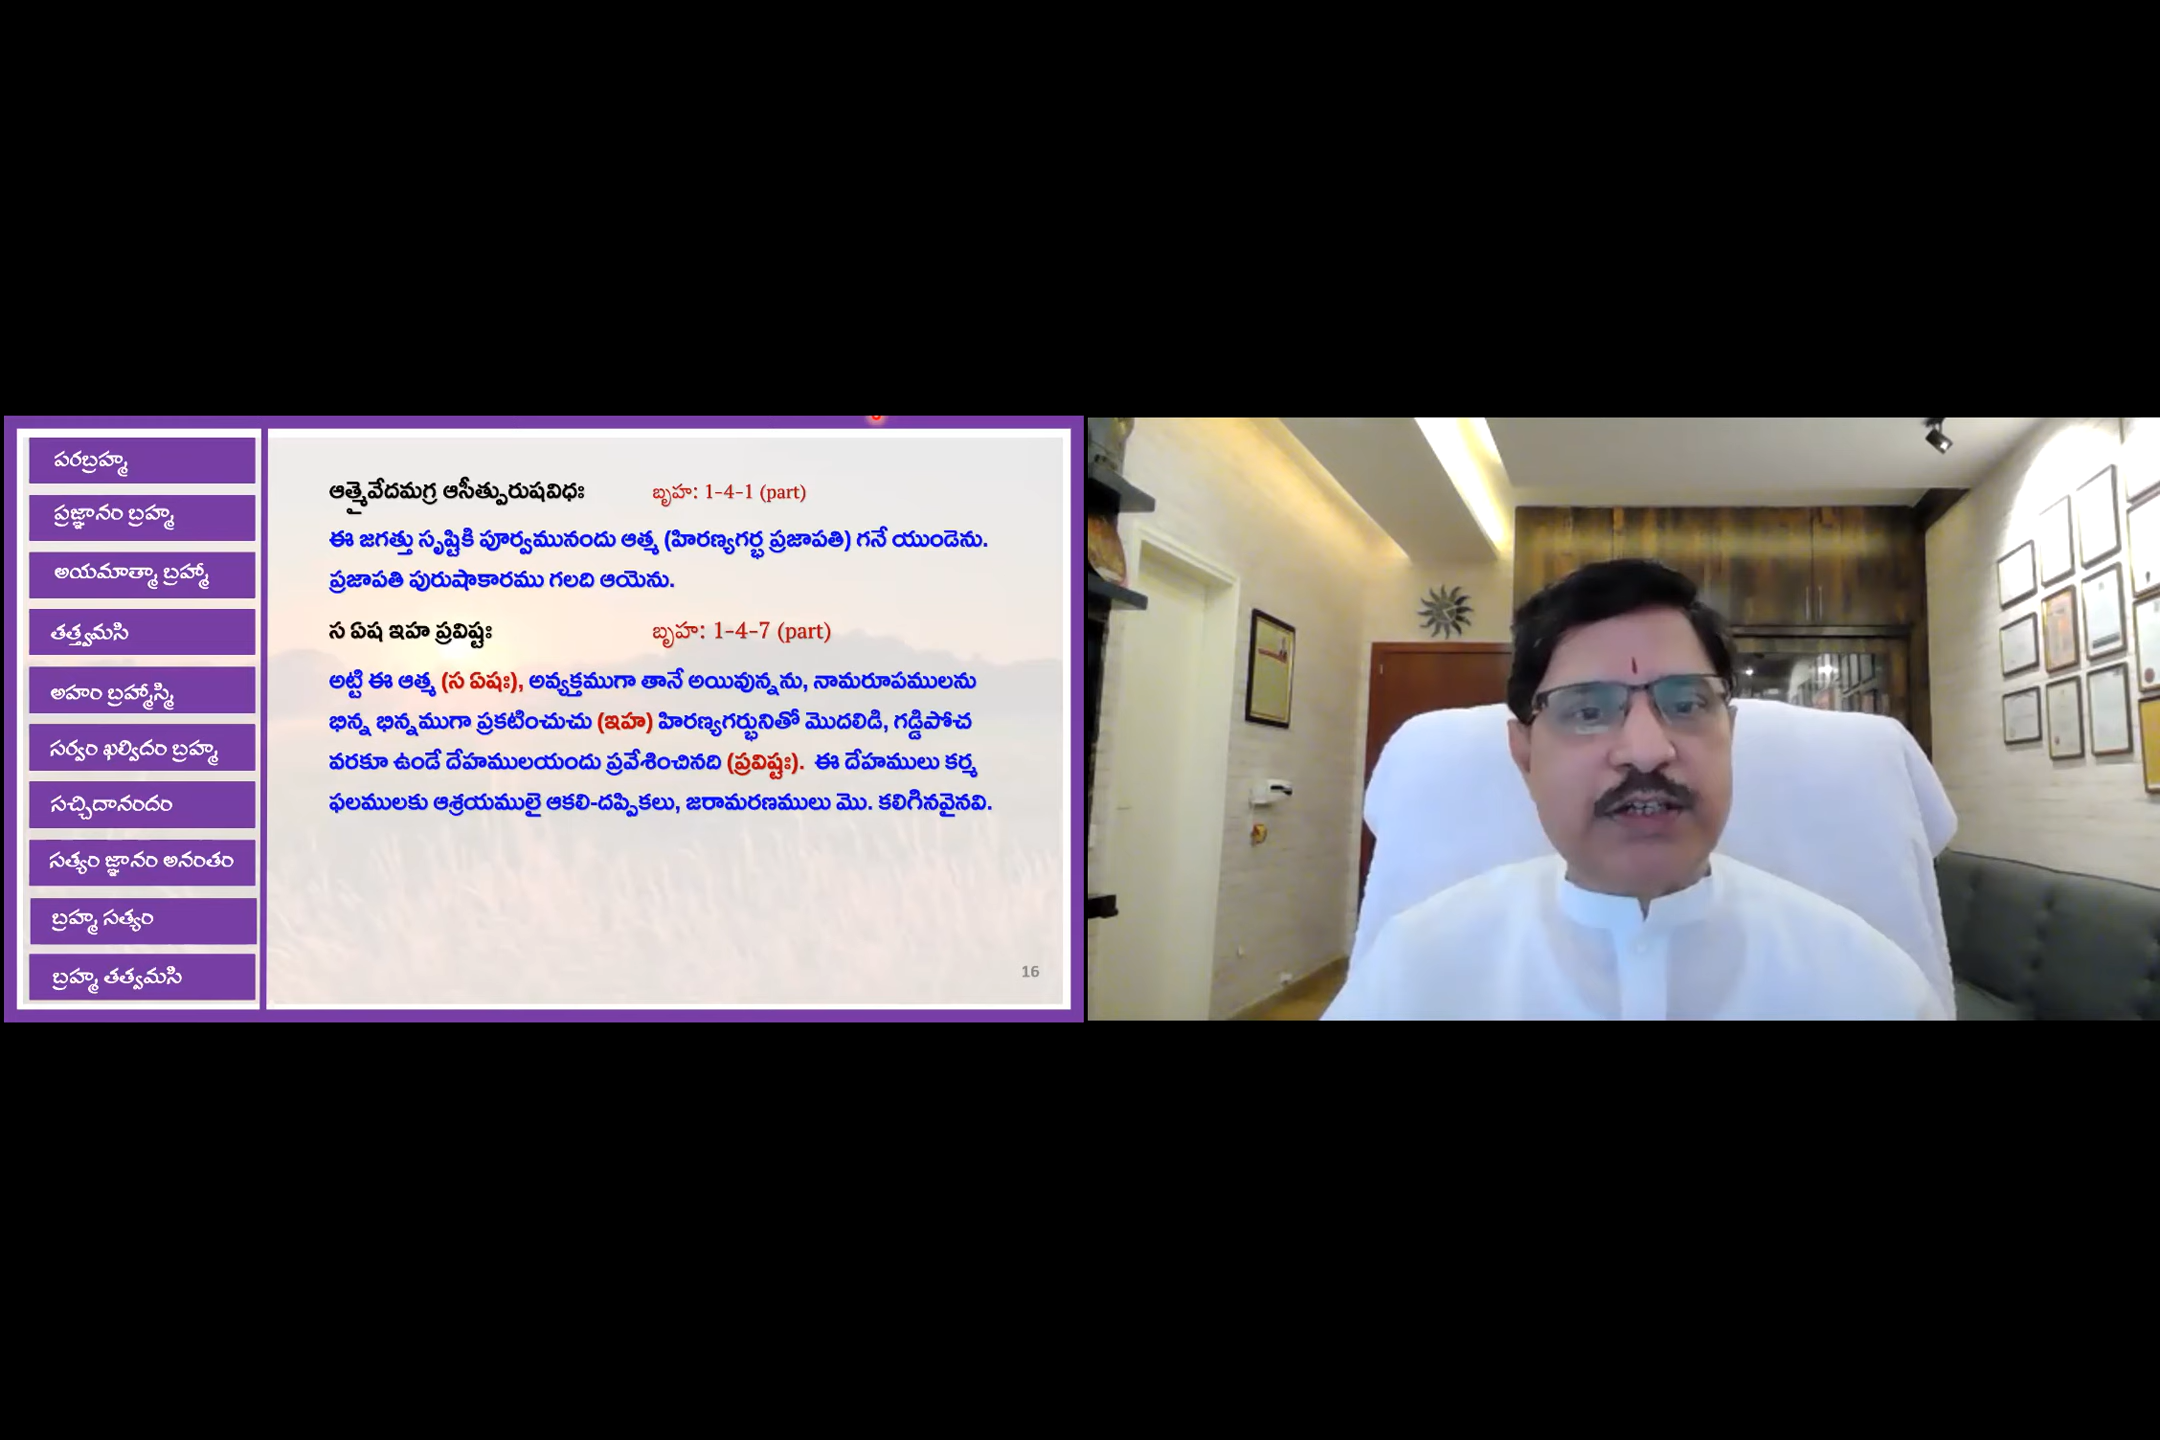 పరబ్రహ్మ
ప్రజ్ఞానం బ్రహ్మ
అయమాత్మా బ్రహ్మా
తత్త్వమసి
అహం బ్రహ్మాస్మి
సర్వం ఖల్విదం బ్రహ్మ
సచ్చిదానందం
సత్యం జ్ఞానం అనంతం
బ్రహ్మ సత్యం
బ్రహ్మ తత్వమసి
ఆత్మైవేదమగ్ర ఆసీత్పురుషవిధః బృహ: 1-4-1 (part)
ఈ జగత్తు సృష్టికి పూర్వమునందు ఆత్మ (హిరణ్యగర్భ ప్రజాపతి) గనే యుండెను.
ప్రజాపతి పురుషాకారము గలది ఆయెను.
స ఏష ఇహ ప్రవిష్టః బృహ: 1-4-7 (part)
అట్టి ఈ ఆత్మ (స ఏషః), అవ్యక్తముగా తానే అయివున్నను, నామరూపములను
భిన్న భిన్నముగా ప్రకటించుచు (ఇహ) హిరణ్యగర్భునితో మొదలిడి, గడ్డిపోచ
వరకూ ఉండే దేహములయందు ప్రవేశించినది (ప్రవిష్టః). ఈ దేహములు కర్మ
ఫలములకు ఆశ్రయములై ఆకలి-దప్పికలు, జరామరణములు మొ. కలిగినవైనవి.
16